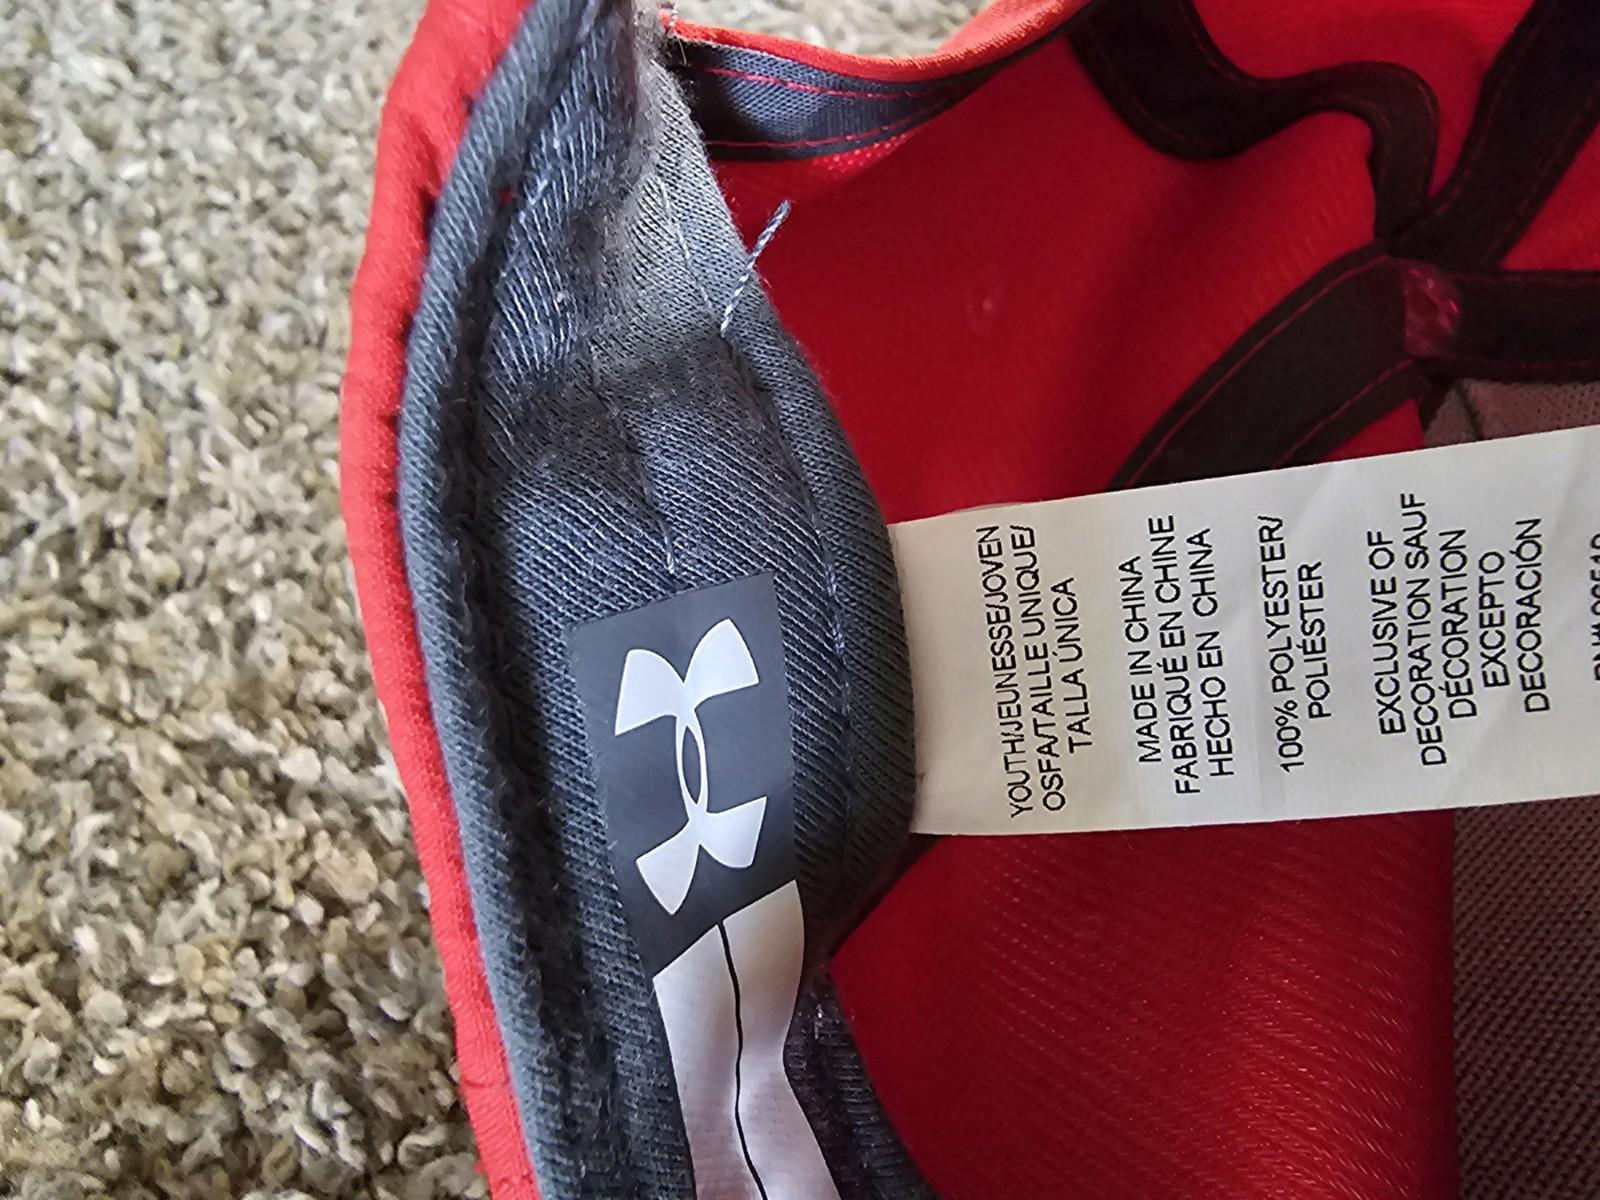 YOUTH/JEUNESSE/JOVEN
OSFA/TAILLE UNIQUE/
TALLA ÚNICA
MADE IN CHINA
FABRIQUÉ EN CHINE
HECHO EN CHINA
100% POLYESTER/
POLIÉSTER
EXCLUSIVE OF
DECORATION SAUF
DÉCORATION
EXCEPTO
DECORACIÓN